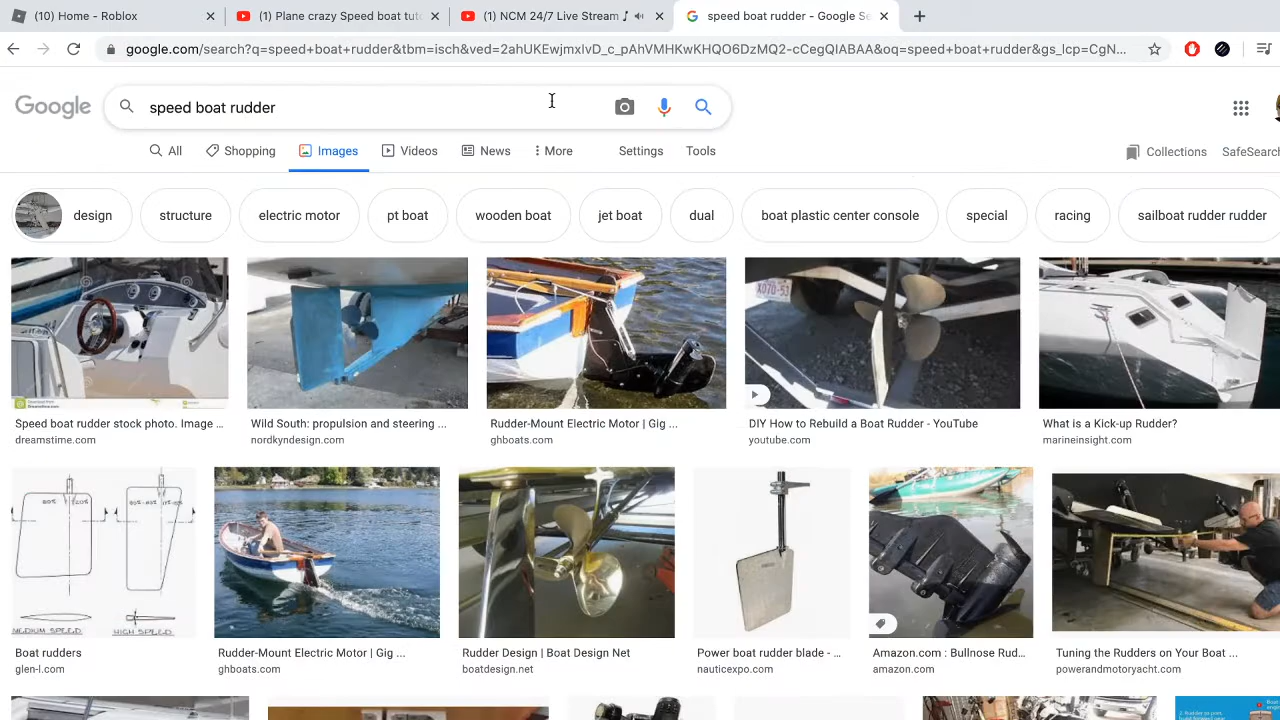 (10) Home - Roblox
(1) Plane crazy Speed boat tut
(1) NCM 24/7 Live Stream ♪
speed boat rudder - Google Se
google.com/search?q=speed+boat+rudder&tbm=isch&ved=2ahUKEwjmxlvD_c_pAhVMHKwKHQO6DzMQ2-cCegQIABAA&oq=speed+boat+rudder&gs_lcp=CgN...
Google
speed boat rudder
All
Shopping
Images
Videos
News
More
Settings
Tools
Collections
SafeSearch
design
structure
electric motor
pt boat
wooden boat
jet boat
dual
boat plastic center console
special
racing
sailboat rudder rudder
Speed boat rudder stock photo. Image ...
dreamstime.com
Wild South: propulsion and steering ...
nordkyndesign.com
Rudder-Mount Electric Motor | Gig ...
ghboats.com
DIY How to Rebuild a Boat Rudder - YouTube
youtube.com
What is a Kick-up Rudder?
marineinsight.com
MEDIUM SPEED
HIGH SPEED
Boat rudders
glen-l.com
Rudder-Mount Electric Motor | Gig ...
ghboats.com
Rudder Design | Boat Design Net
boatdesign.net
Power boat rudder blade - ...
nauticexpo.com
Amazon.com : Bullnose Rud...
amazon.com
Tuning the Rudders on Your Boat ...
powerandmotoryacht.com